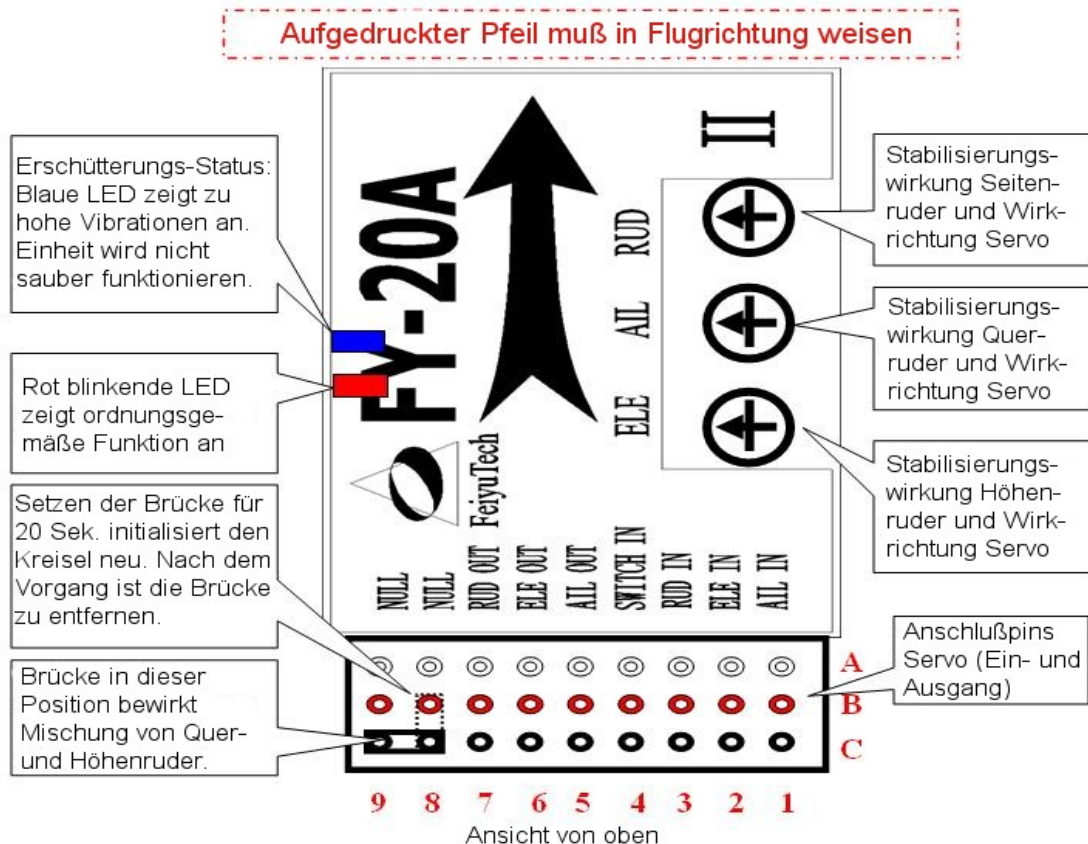 Aufgedruckter Pfeil muß in Flugrichtung weisen
Erschütterungs-Status:
Blaue LED zeigt zu
hohe Vibrationen an.
Einheit wird nicht
sauber funktionieren.
Rot blinkende LED
zeigt ordnungsge-
mäße Funktion an
Setzen der Brücke für
20 Sek. initialisiert den
Kreisel neu. Nach dem
Vorgang ist die Brücke
zu entfernen.
Brücke in dieser
Position bewirkt
Mischung von Quer-
und Höhenruder.
FY-20A
FeiyuTech
II
RUD
AIL
ELE
Stabilisierungs-
wirkung Seiten-
ruder und Wirk-
richtung Servo
Stabilisierungs-
wirkung Quer-
ruder und Wirk-
richtung Servo
Stabilisierungs-
wirkung Höhen-
ruder und Wirk-
richtung Servo
NULL
NULL
RUD OUT
ELE OUT
AIL OUT
SWITCH IN
RUD IN
ELE IN
AIL IN
Anschlußpins
Servo (Ein- und
Ausgang)
A
B
C
9 8 7 6 5 4 3 2 1
Ansicht von oben